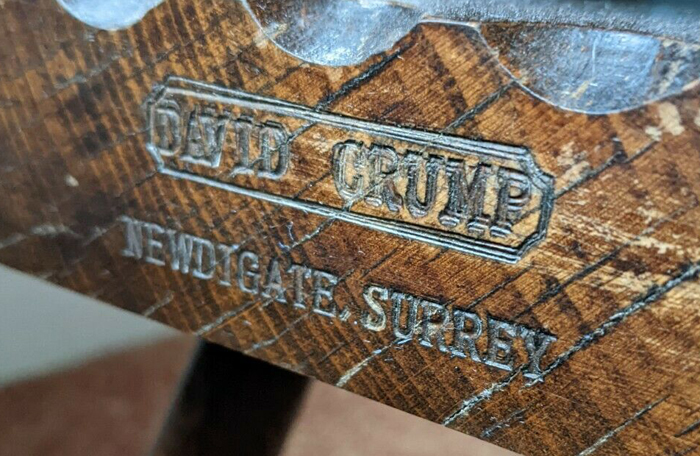 DAVID CRUMP
NEWDIGATE, SURREY